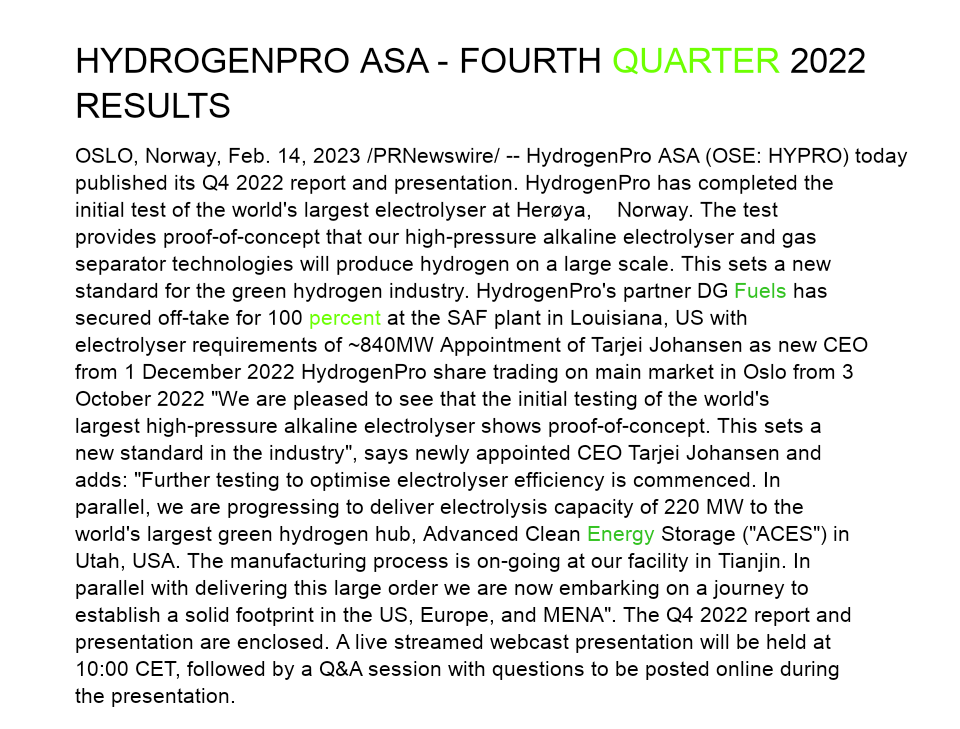 HYDROGENPRO ASA - FOURTH QUARTER 2022
RESULTS
OSLO, Norway, Feb. 14, 2023 /PRNewswire/ -- HydrogenPro ASA (OSE: HYPRO) today
published its Q4 2022 report and presentation. HydrogenPro has completed the
initial test of the world's largest electrolyser at Herøya,    Norway. The test
provides proof-of-concept that our high-pressure alkaline electrolyser and gas
separator technologies will produce hydrogen on a large scale. This sets a new
standard for the green hydrogen industry. HydrogenPro's partner DG Fuels has
secured off-take for 100 percent at the SAF plant in Louisiana, US with
electrolyser requirements of ~840MW Appointment of Tarjei Johansen as new CEO
from 1 December 2022 HydrogenPro share trading on main market in Oslo from 3
October 2022 "We are pleased to see that the initial testing of the world's
largest high-pressure alkaline electrolyser shows proof-of-concept. This sets a
new standard in the industry", says newly appointed CEO Tarjei Johansen and
adds: "Further testing to optimise electrolyser efficiency is commenced. In
parallel, we are progressing to deliver electrolysis capacity of 220 MW to the
world's largest green hydrogen hub, Advanced Clean Energy Storage ("ACES") in
Utah, USA. The manufacturing process is on-going at our facility in Tianjin. In
parallel with delivering this large order we are now embarking on a journey to
establish a solid footprint in the US, Europe, and MENA". The Q4 2022 report and
presentation are enclosed. A live streamed webcast presentation will be held at
10:00 CET, followed by a Q&A session with questions to be posted online during
the presentation.